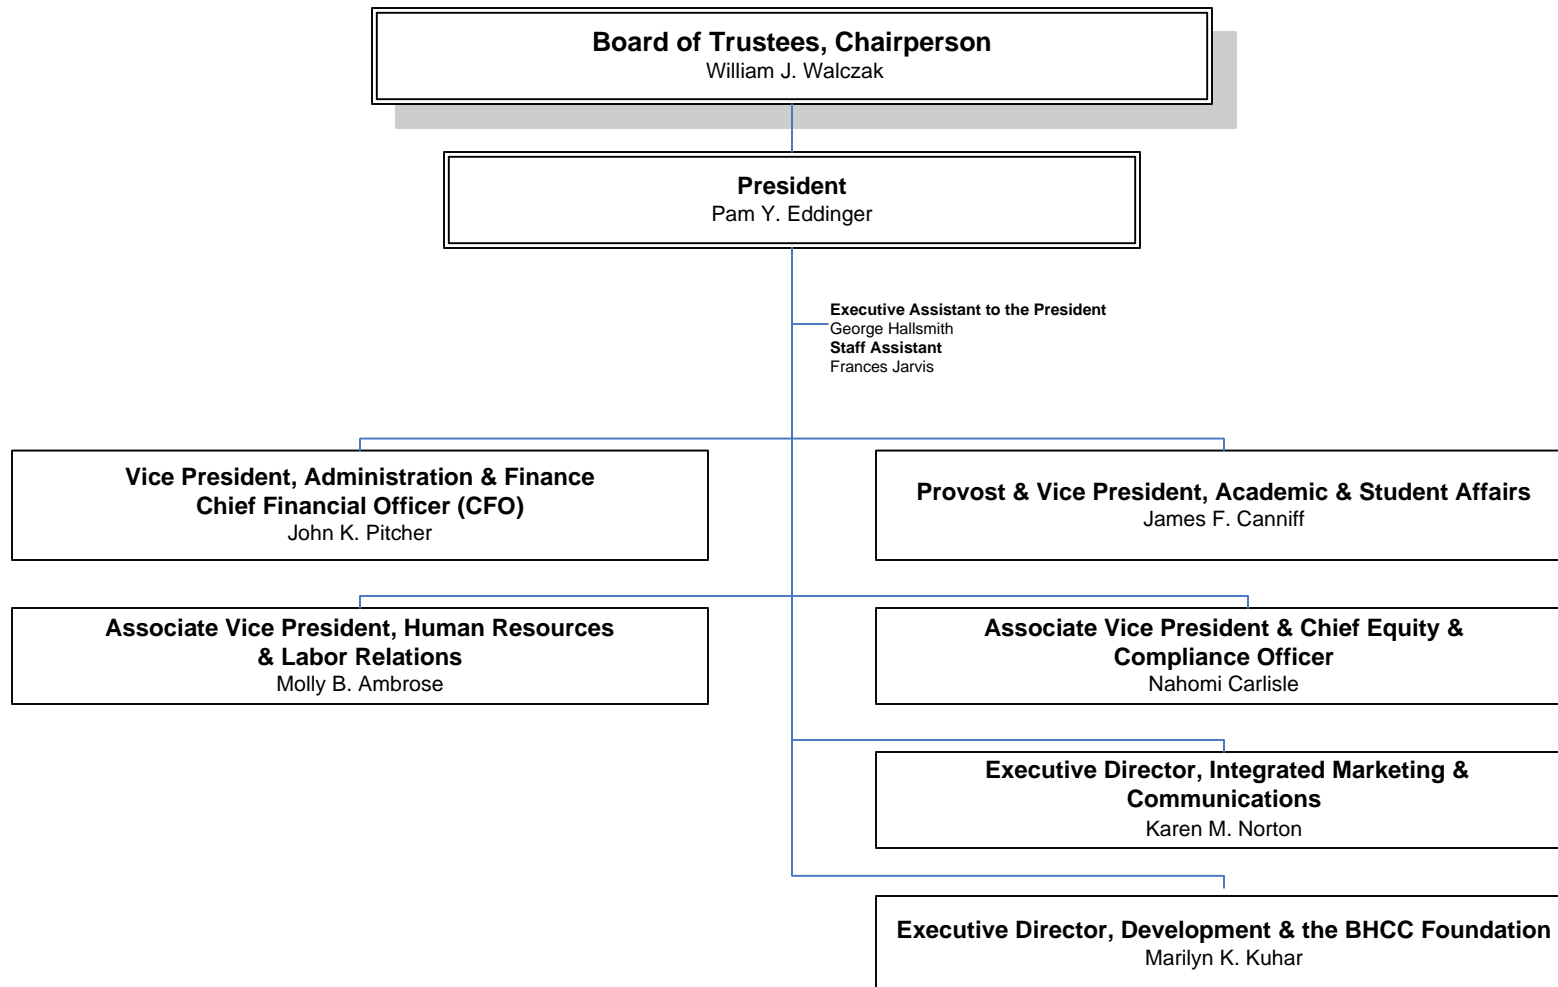 Board of Trustees, Chairperson
William J. Walczak
President
Pam Y. Eddinger
Executive Assistant to the President
George Hallsmith
Staff Assistant
Frances Jarvis
Vice President, Administration & Finance
Chief Financial Officer (CFO)
John K. Pitcher
Provost & Vice President, Academic & Student Affairs
James F. Canniff
Associate Vice President, Human Resources
& Labor Relations
Molly B. Ambrose
Associate Vice President & Chief Equity &
Compliance Officer
Nahomi Carlisle
Executive Director, Integrated Marketing &
Communications
Karen M. Norton
Executive Director, Development & the BHCC Foundation
Marilyn K. Kuhar